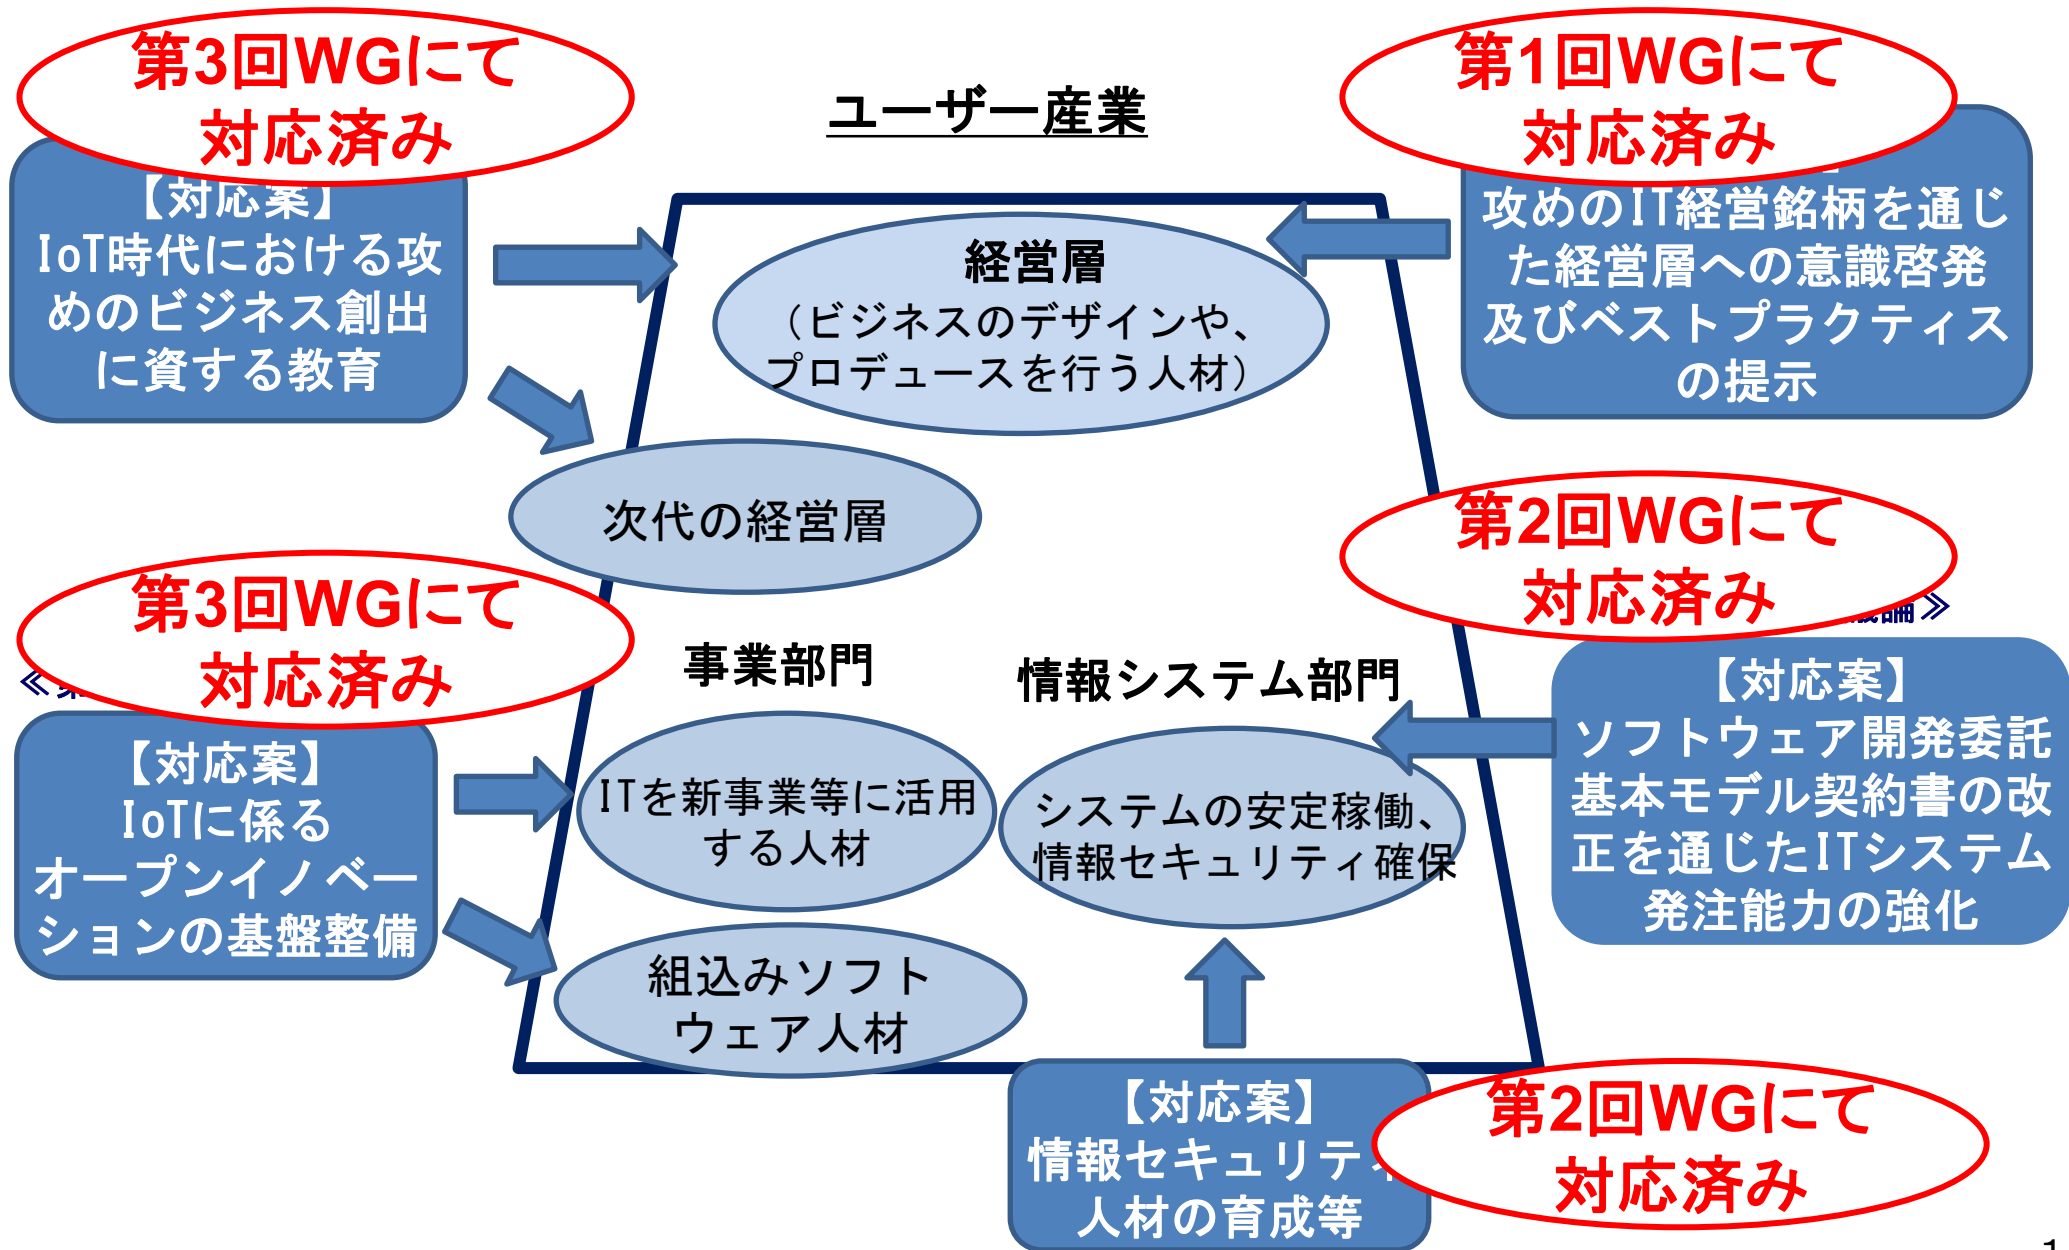 第3回WGにて
対応済み
【対応案】
IoT時代における攻
めのビジネス創出
に資する教育
ユーザー産業
第1回WGにて
対応済み
攻めのIT経営銘柄を通じ
た経営層への意識啓発
及びベストプラクティス
の提示
経営層
（ビジネスのデザインや、
プロデュースを行う人材）
次代の経営層
第3回WGにて
対応済み
【対応案】
IoTに係る
オープンイノベー
ションの基盤整備
事業部門
ITを新事業等に活用
する人材
組込みソフト
ウェア人材
情報システム部門
システムの安定稼働、
情報セキュリティ確保
第2回WGにて
対応済み
論》
【対応案】
ソフトウェア開発委託
基本モデル契約書の改
正を通じたITシステム
発注能力の強化
【対応案】
情報セキュリティ
人材の育成等
第2回WGにて
対応済み
1